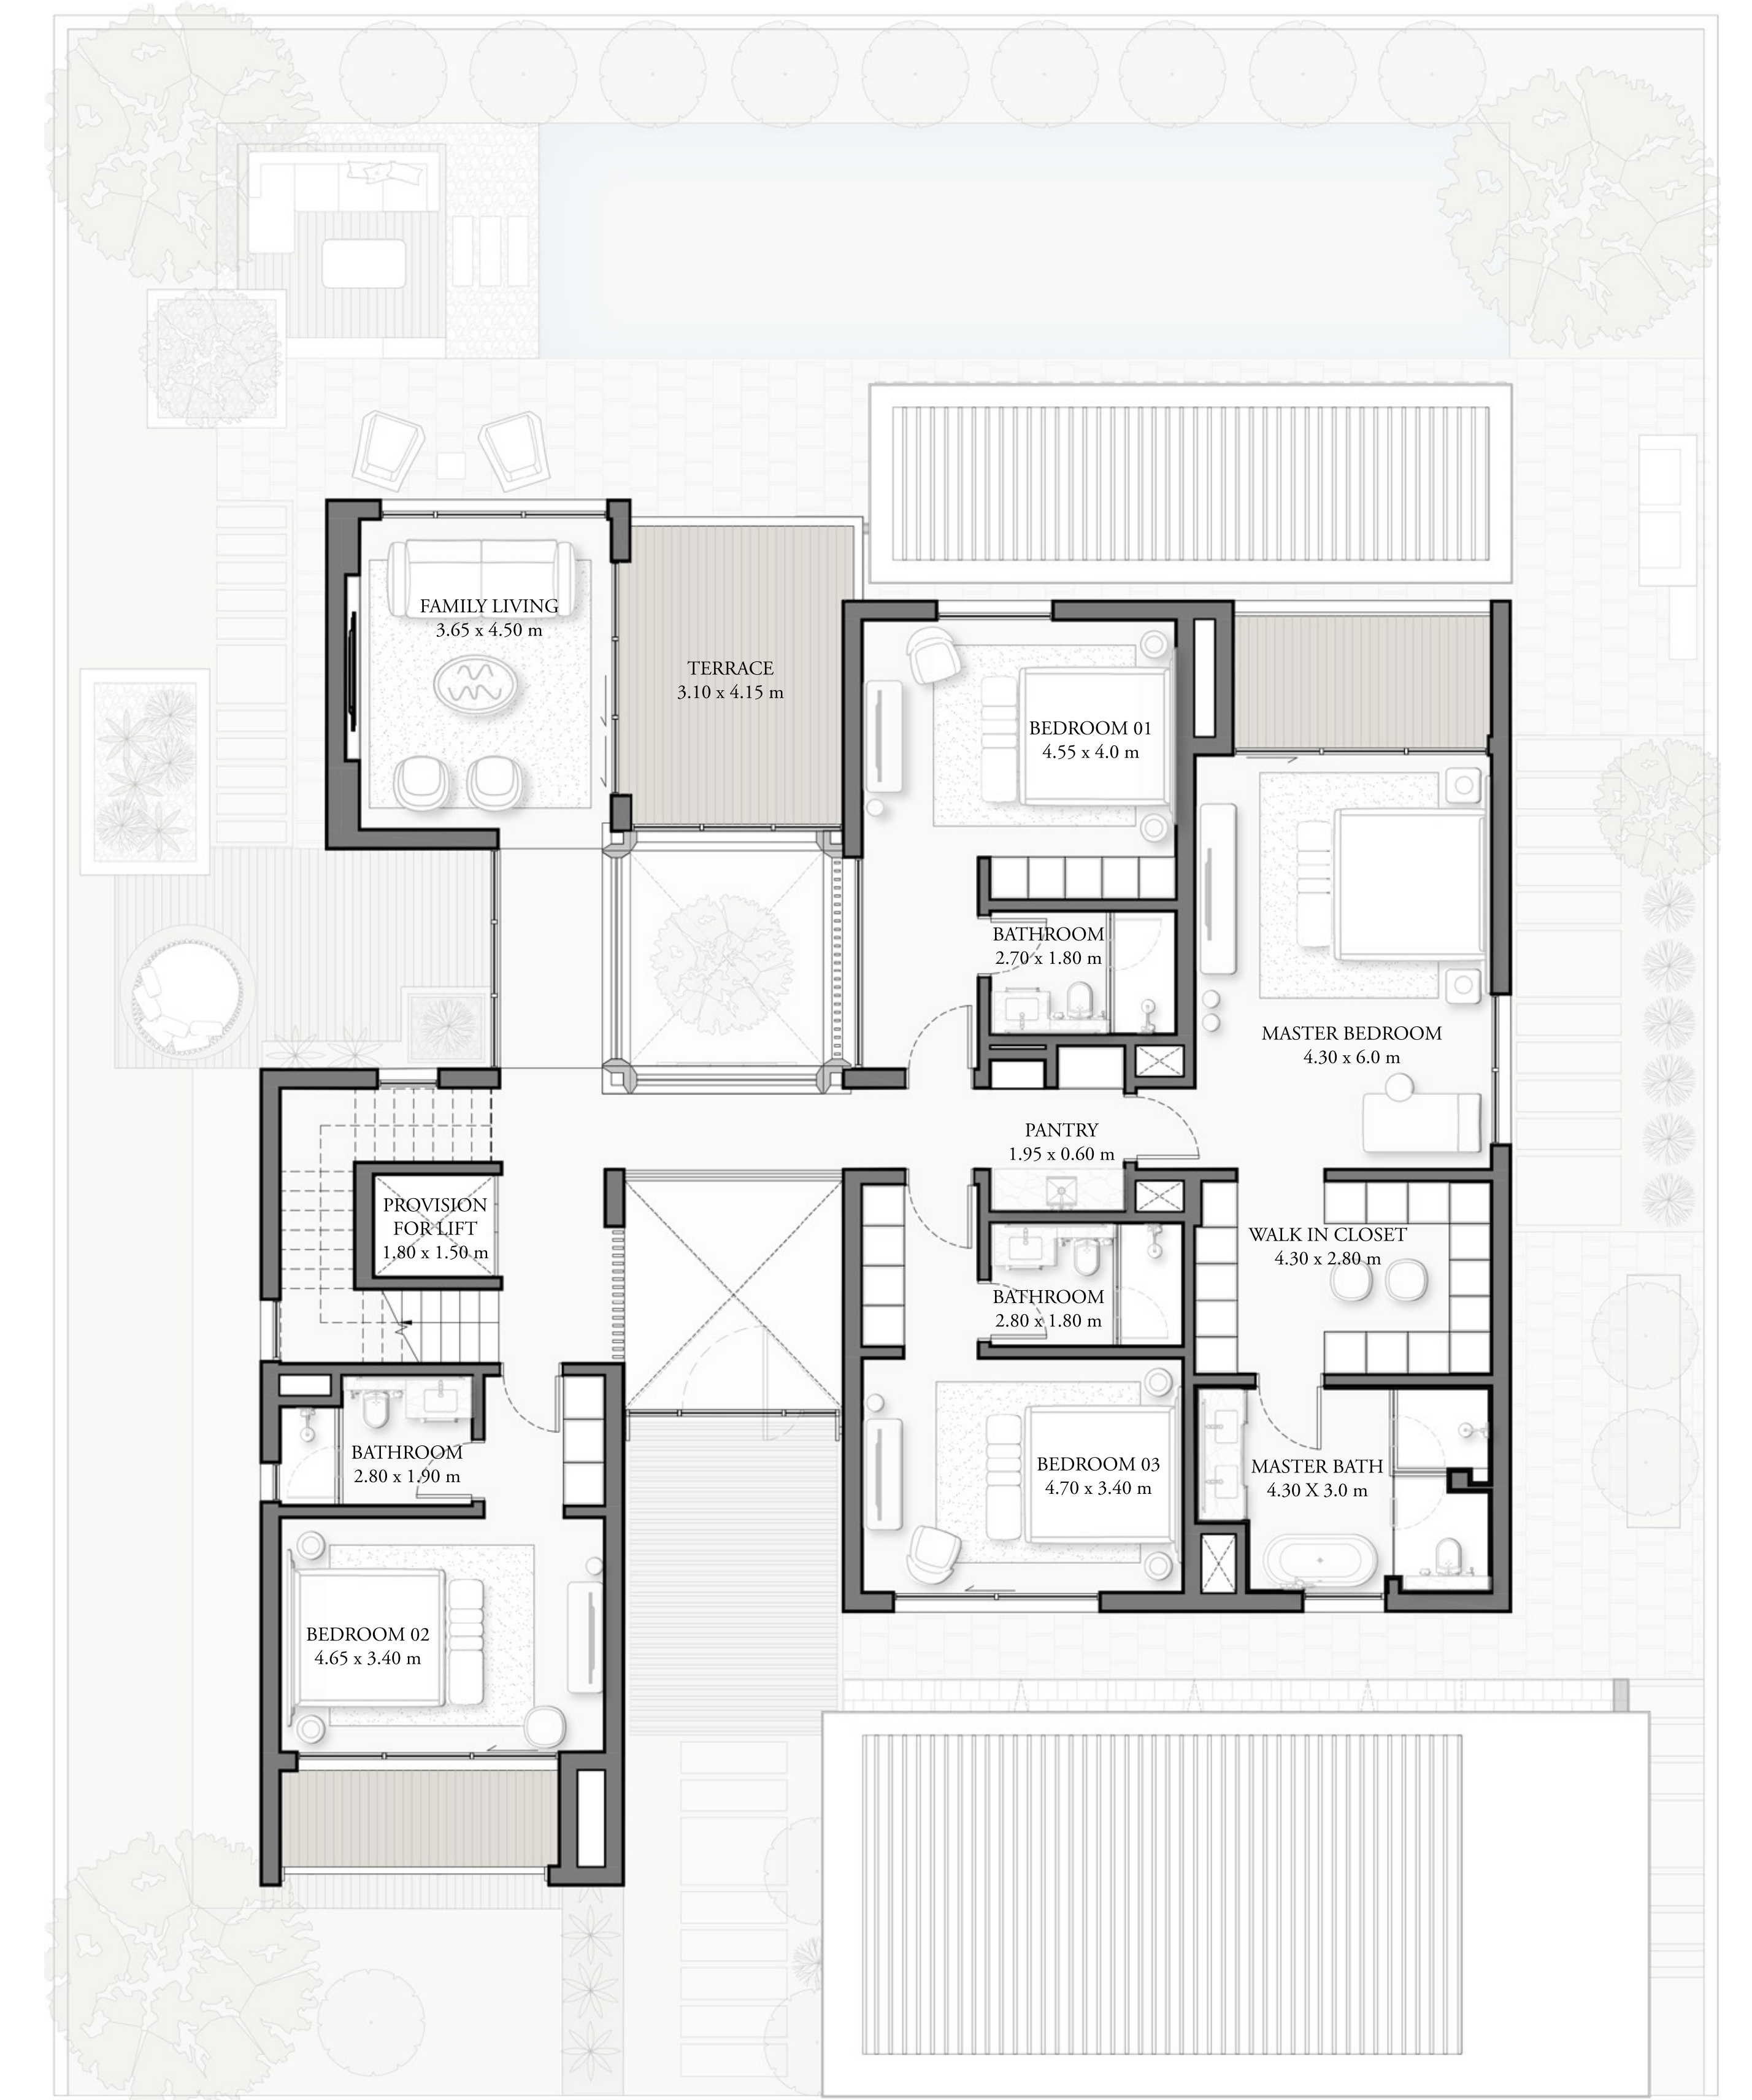 FAMILY LIVING
3.65 x 4.50 m
TERRACE
3.10 x 4.15 m
BEDROOM 01
4.55 x 4.0 m
BATHROOM
2.70 x 1.80 m
MASTER BEDROOM
4.30 x 6.0 m
PANTRY
1.95 x 0.60 m
PROVISION
FOR LIFT
1.80 x 1.50 m
WALK IN CLOSET
4.30 x 2.80 m
BATHROOM
2.80 x 1.80 m
BATHROOM
2.80 x 1.90 m
BEDROOM 03
4.70 x 3.40 m
MASTER BATH
4.30 X 3.0 m
BEDROOM 02
4.65 x 3.40 m